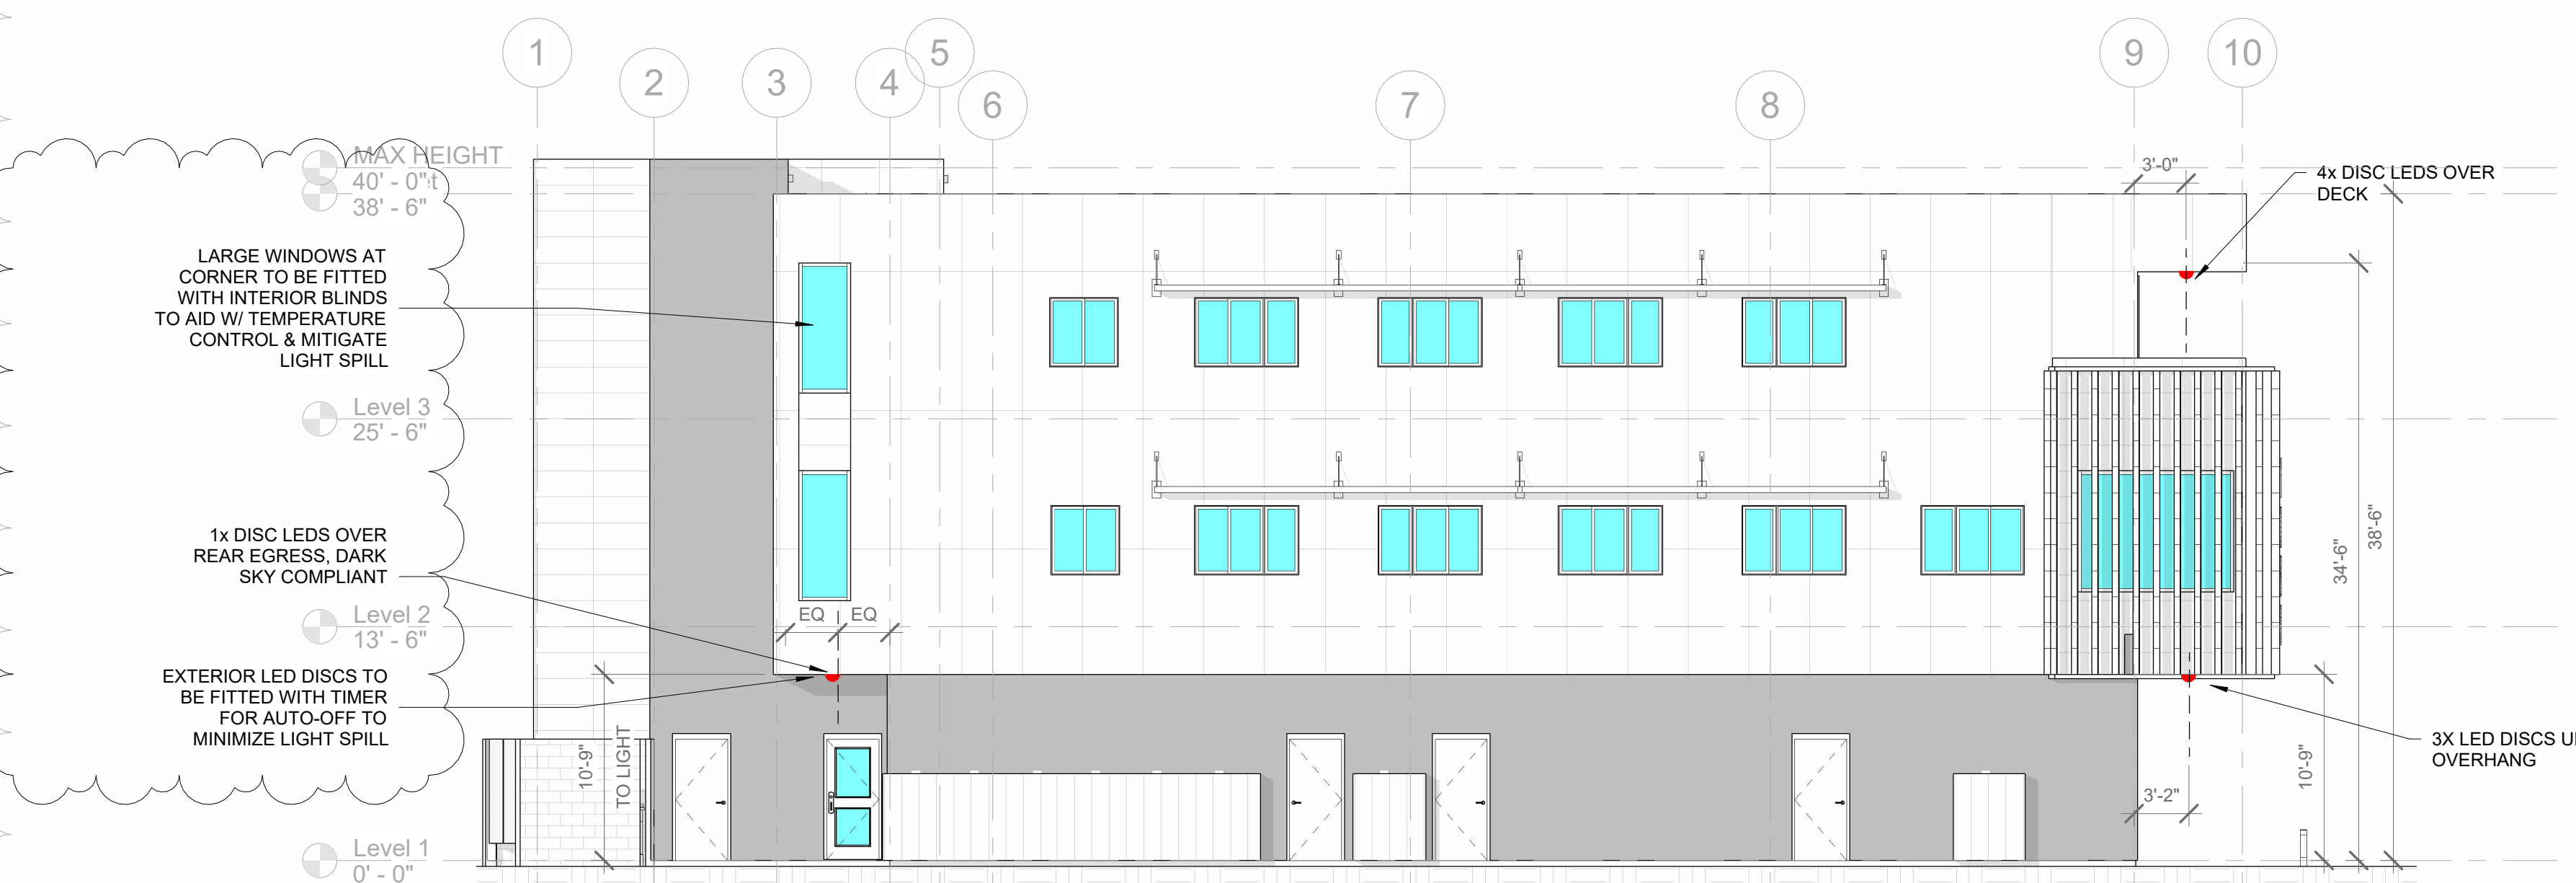 1
2
3
4
5
6
7
8
9
10
MAX HEIGHT
40' - 0"
38' - 6"
3'-0"
4x DISC LEDS OVER
DECK
LARGE WINDOWS AT
CORNER TO BE FITTED
WITH INTERIOR BLINDS
TO AID W/ TEMPERATURE
CONTROL & MITIGATE
LIGHT SPILL
Level 3
25' - 6"
1x DISC LEDS OVER
REAR EGRESS, DARK
SKY COMPLIANT
34'-6"
38'-6"
Level 2
13' - 6"
EQ
EQ
EXTERIOR LED DISCS TO
BE FITTED WITH TIMER
FOR AUTO-OFF TO
MINIMIZE LIGHT SPILL
10'-9"
TO LIGHT
3X LED DISCS
OVERHANG
10'-9"
3'-2"
Level 1
0' - 0"